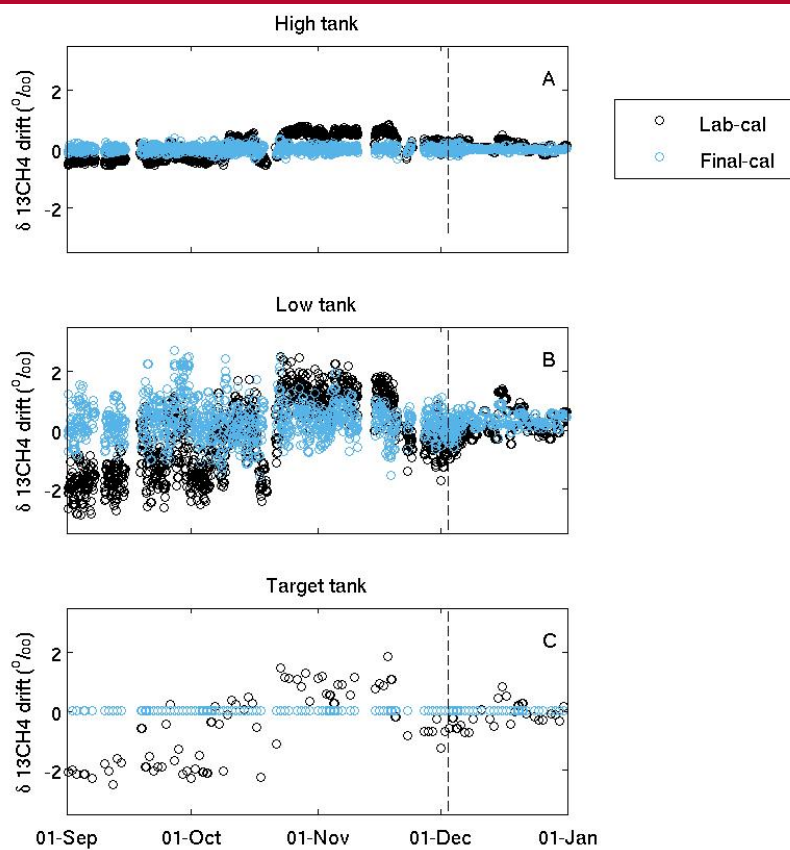 High tank
A
δ 13CH4 drift (⁰/₀₀)
2
0
-2
Lab-cal
Final-cal
Low tank
B
δ 13CH4 drift (⁰/₀₀)
2
0
-2
Target tank
C
δ 13CH4 drift (⁰/₀₀)
2
0
-2
01-Sep 01-Oct 01-Nov 01-Dec 01-Jan